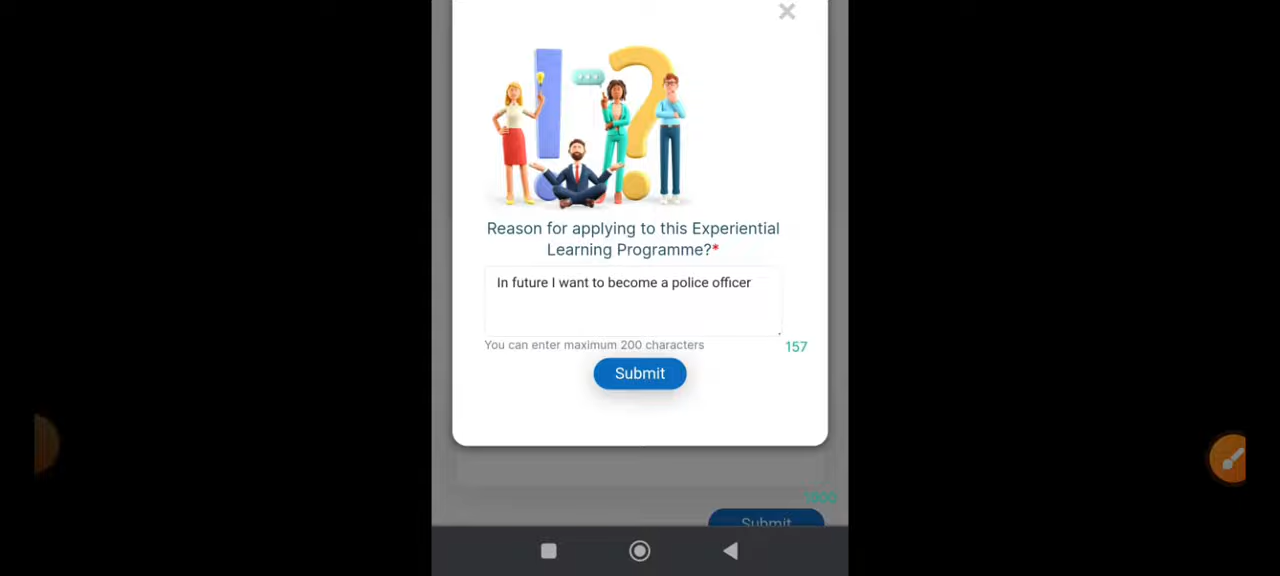 Reason for applying to this Experiential
Learning Programme?*
In future I want to become a police officer
You can enter maximum 200 characters
157
Submit
1800
Submit